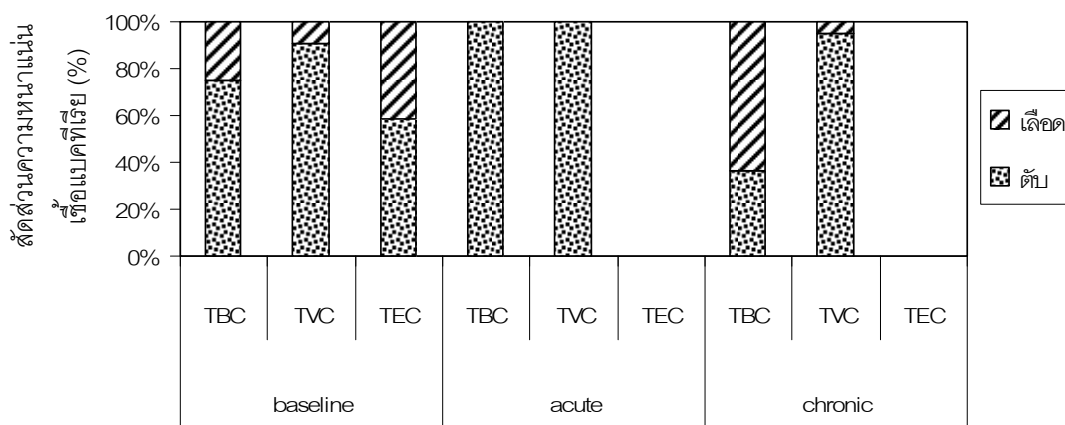 สัดส่วนความหนาแน่น
เชื้อแบคทีเรีย (%)
100%
80%
60%
40%
20%
0%
TBC TVC TEC TBC TVC TEC TBC TVC TEC
baseline acute chronic
เลือด
ตับ